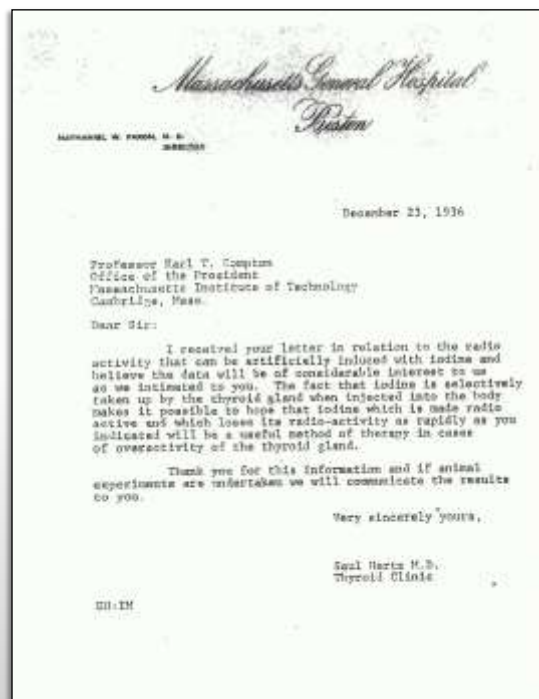 Massachusetts General Hospital
Boston
NATHANIEL W. FAXON, M. D.
DIRECTOR
December 23, 1936
Professor Karl T. Compton
Office of the President
Massachusetts Institute of Technology
Cambridge, Mass.
Dear Sir:
I received your letter in relation to the radio
activity that can be artificially induced with iodine and
believe the data will be of considerable interest to us
as we intimated to you. The fact that iodine is selectively
taken up by the thyroid gland when injected into the body
makes it possible to hope that iodine which is made radio
active and which loses its radio-activity as rapidly as you
indicated will be a useful method of therapy in cases
of overactivity of the thyroid gland.
Thank you for this information and if animal
experiments are undertaken we will communicate the results
to you.
Very sincerely yours,
Saul Hertz M.D.
Thyroid Clinic